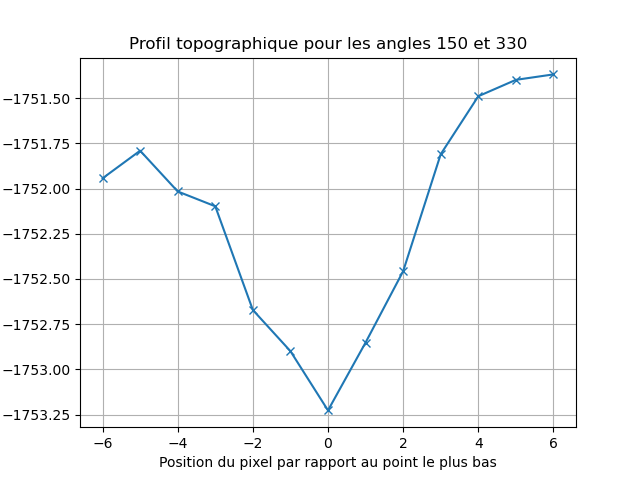 Profil topographique pour les angles 150 et 330
−1751.50
−1751.75
−1752.00
−1752.25
−1752.50
−1752.75
−1753.00
−1753.25
−6 −4 −2 0 2 4 6
Position du pixel par rapport au point le plus bas